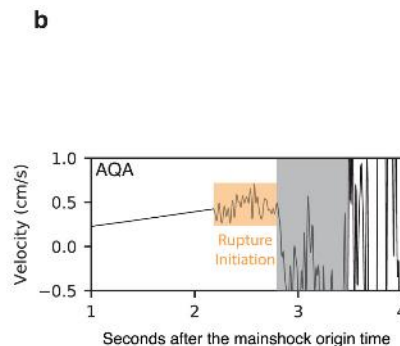 b
AQA
1.0
0.5
0.0
−0.5
Velocity (cm/s)
Rupture
Initiation
1
2
3
4
Seconds after the mainshock origin time